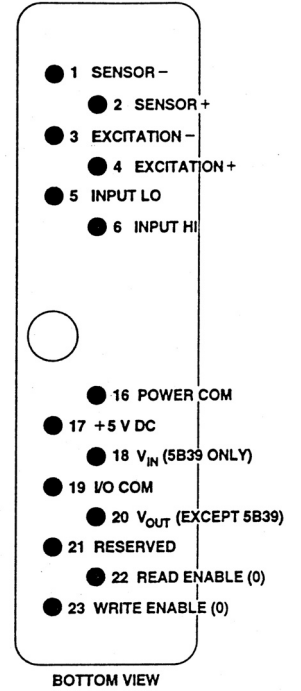 1 SENSOR –
2 SENSOR +
3 EXCITATION –
4 EXCITATION +
5 INPUT LO
6 INPUT HI
16 POWER COM
17 +5 V DC
18 VIN (5B39 ONLY)
19 I/O COM
20 VOUT (EXCEPT 5B39)
21 RESERVED
22 READ ENABLE (0)
23 WRITE ENABLE (0)
BOTTOM VIEW